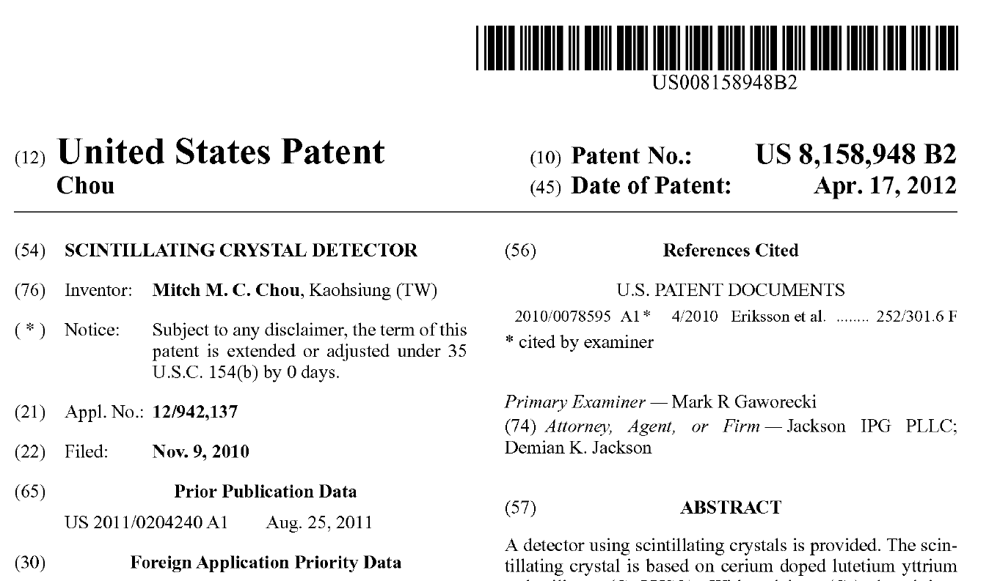 US008158948B2
(12) United States Patent
Chou
(10) Patent No.: US 8,158,948 B2
(45) Date of Patent: Apr. 17, 2012
(54) SCINTILLATING CRYSTAL DETECTOR
(76) Inventor: Mitch M. C. Chou, Kaohsiung (TW)
( * ) Notice: Subject to any disclaimer, the term of this
patent is extended or adjusted under 35
U.S.C. 154(b) by 0 days.
(21) Appl. No.: 12/942,137
(22) Filed: Nov. 9, 2010
(65) Prior Publication Data
US 2011/0204240 A1 Aug. 25, 2011
(30) Foreign Application Priority Data
(56) References Cited
U.S. PATENT DOCUMENTS
2010/0078595 A1* 4/2010 Eriksson et al. ........ 252/301.6 F
* cited by examiner
Primary Examiner — Mark R Gaworecki
(74) Attorney, Agent, or Firm — Jackson IPG PLLC;
Demian K. Jackson
(57) ABSTRACT
A detector using scintillating crystals is provided. The scin-
tillating crystal is based on cerium doped lutetium yttrium